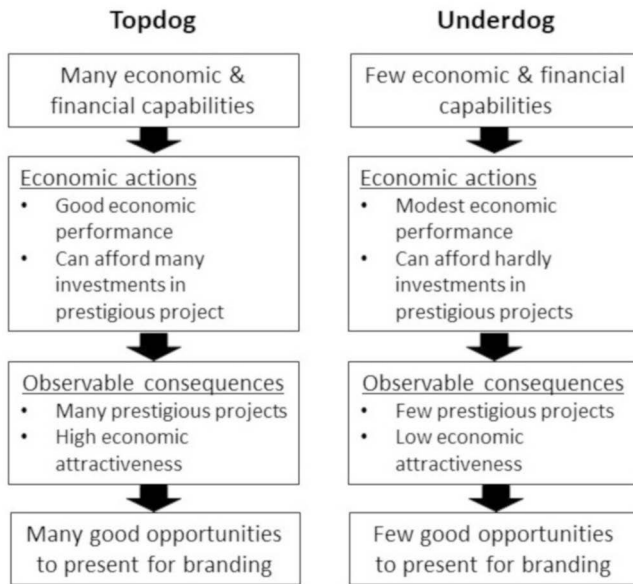 Topdog
Many economic &
financial capabilities
Economic actions
• Good economic
performance
• Can afford many
investments in
prestigious project
Observable consequences
• Many prestigious projects
• High economic
attractiveness
Many good opportunities
to present for branding
Underdog
Few economic & financial
capabilities
Economic actions
• Modest economic
performance
• Can afford hardly
investments in
prestigious projects
Observable consequences
• Few prestigious projects
• Low economic
attractiveness
Few good opportunities
to present for branding